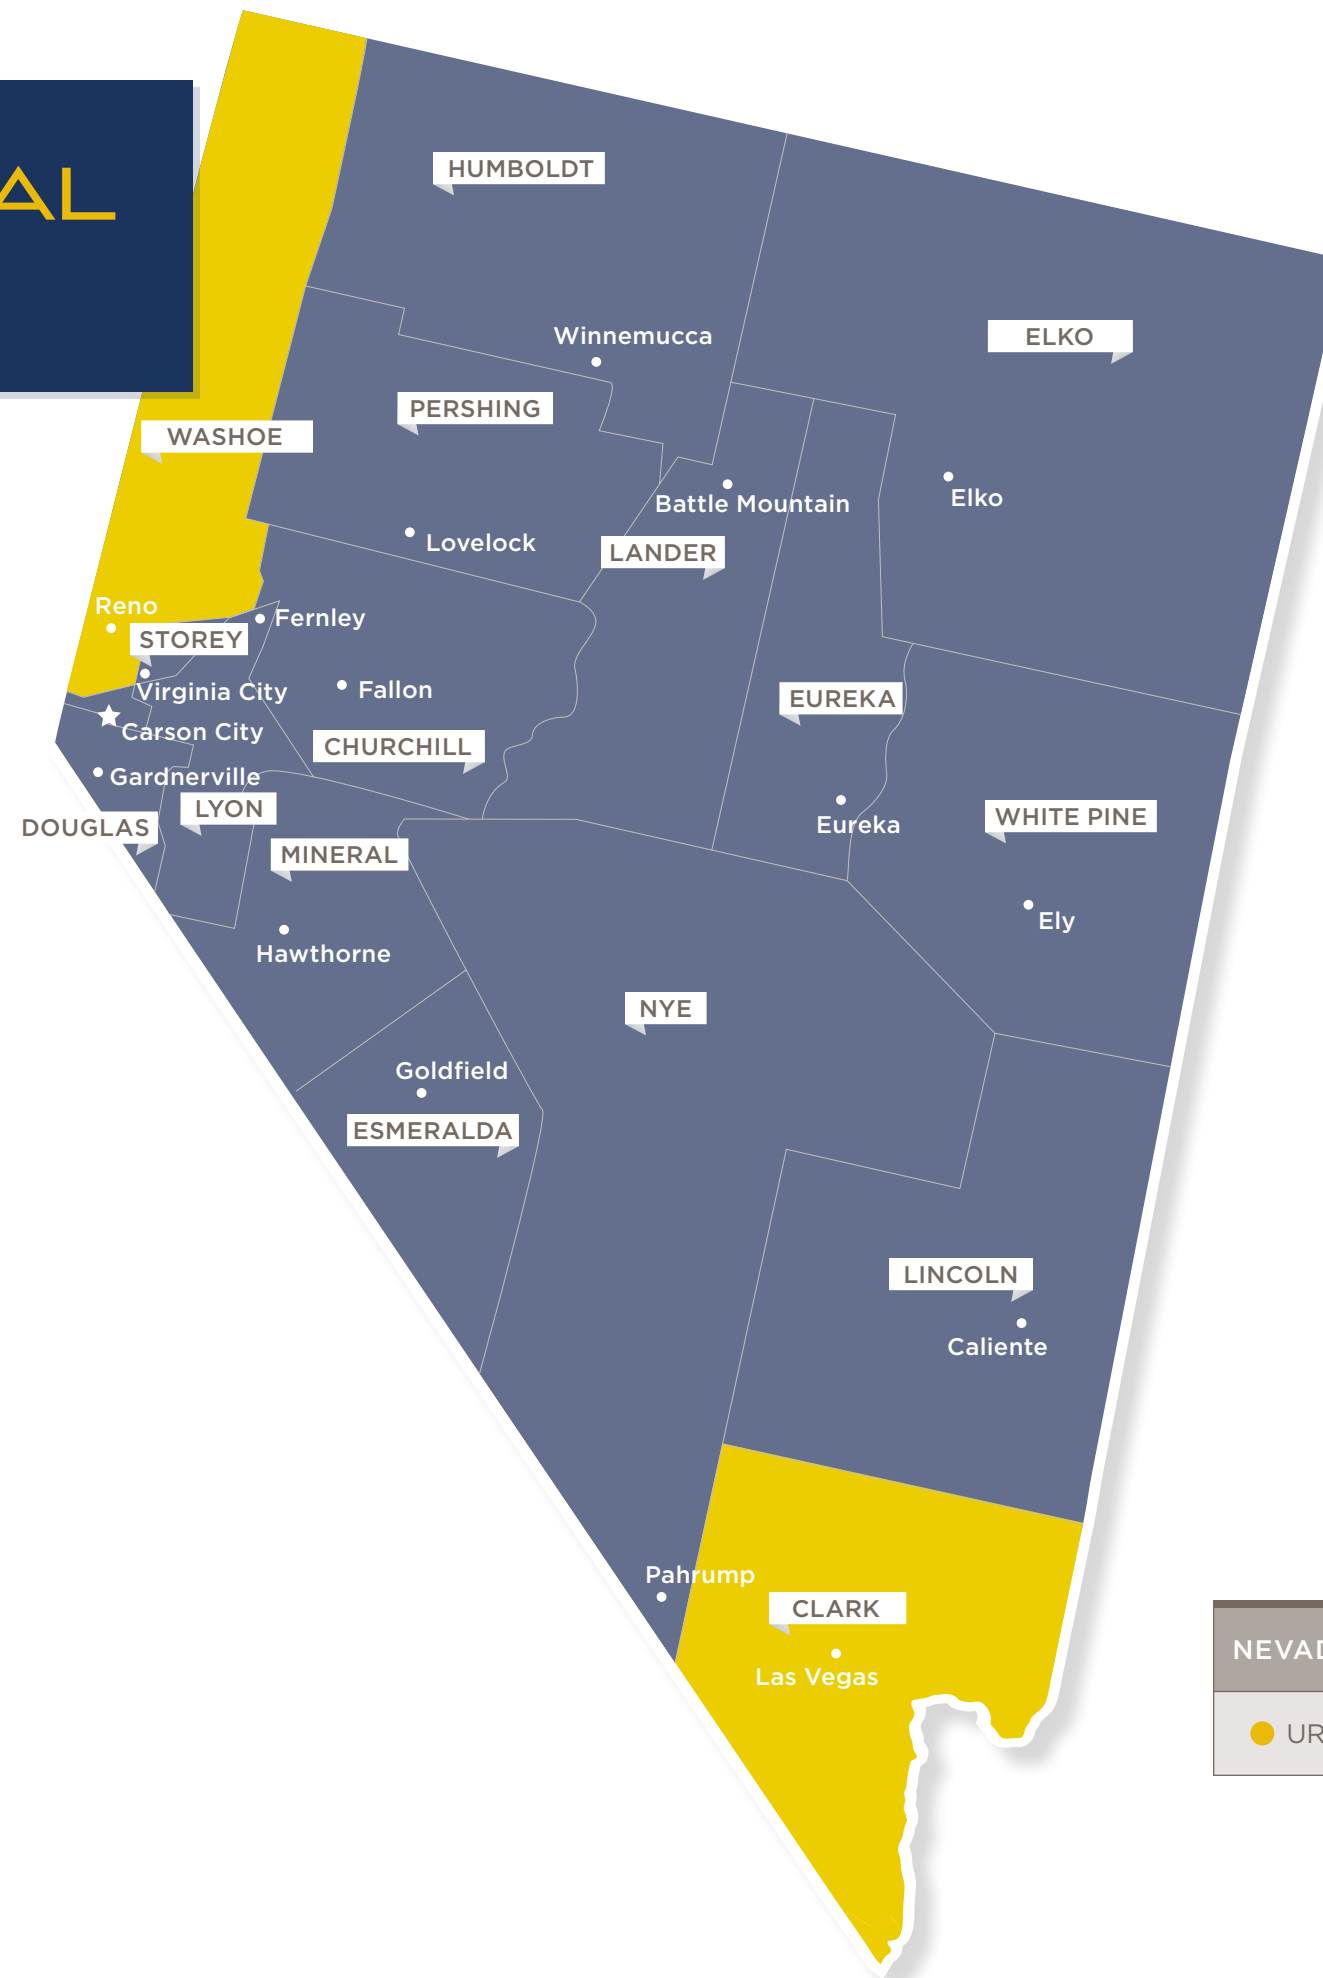 AL
HUMBOLDT
Winnemucca
ELKO
PERSHING
WASHOE
Battle Mountain
Elko
Lovelock
LANDER
Reno
Fernley
STOREY
Virginia City
Fallon
EUREKA
Carson City
CHURCHILL
Gardnerville
LYON
DOUGLAS
Eureka
WHITE PINE
MINERAL
Ely
Hawthorne
NYE
Goldfield
ESMERALDA
LINCOLN
Caliente
Pahrump
CLARK
Las Vegas
NEVAD
UR